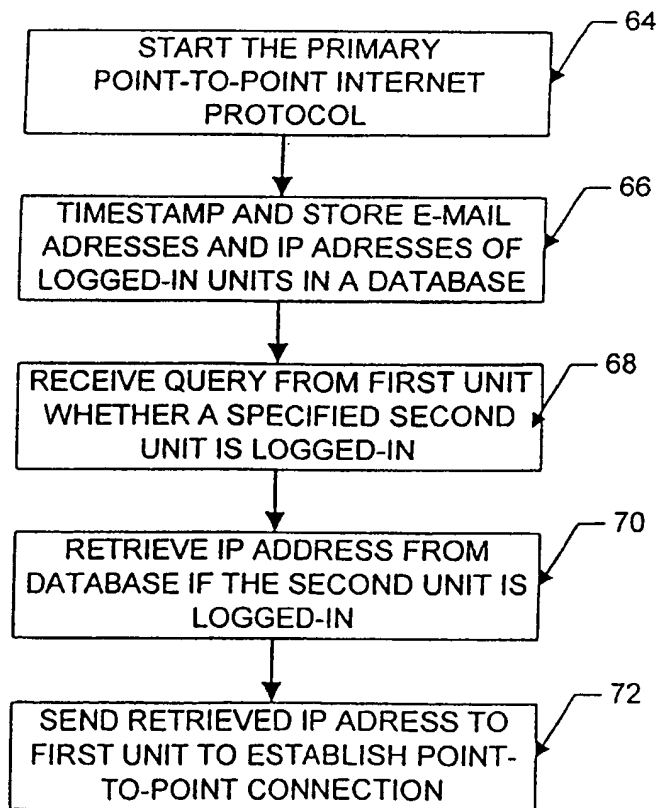 64
START THE PRIMARY
POINT-TO-POINT INTERNET
PROTOCOL
66
TIMESTAMP AND STORE E-MAIL
ADRESSES AND IP ADRESSES OF
LOGGED-IN UNITS IN A DATABASE
68
RECEIVE QUERY FROM FIRST UNIT
WHETHER A SPECIFIED SECOND
UNIT IS LOGGED-IN
70
RETRIEVE IP ADDRESS FROM
DATABASE IF THE SECOND UNIT IS
LOGGED-IN
72
SEND RETRIEVED IP ADRESS TO
FIRST UNIT TO ESTABLISH POINT-
TO-POINT CONNECTION